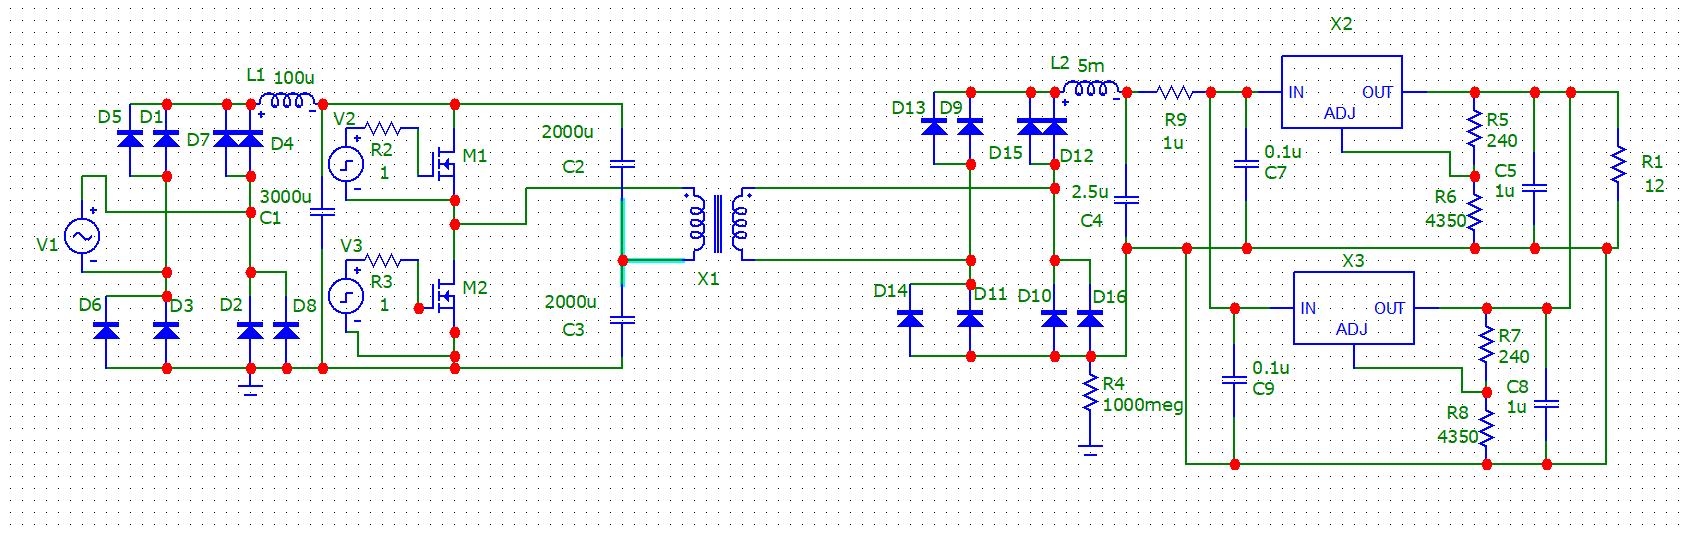 X2
L1 100u
L2 5m
IN OUT
ADJ
D5 D1
D7 D4
V2
R2
1
M1
2000u
C2
D13 D9
D15 D12
R9
1u
0.1u
C7
R5
240
C5
1u
R1
12
3000u
C1
2.5u
C4
R6
4350
V1
V3
R3
1
M2
X1
X3
IN OUT
ADJ
D6 D3 D2 D8
2000u
C3
D14 D11 D10 D16
R7
240
R4
1000meg
0.1u
C9
C8
1u
R8
4350